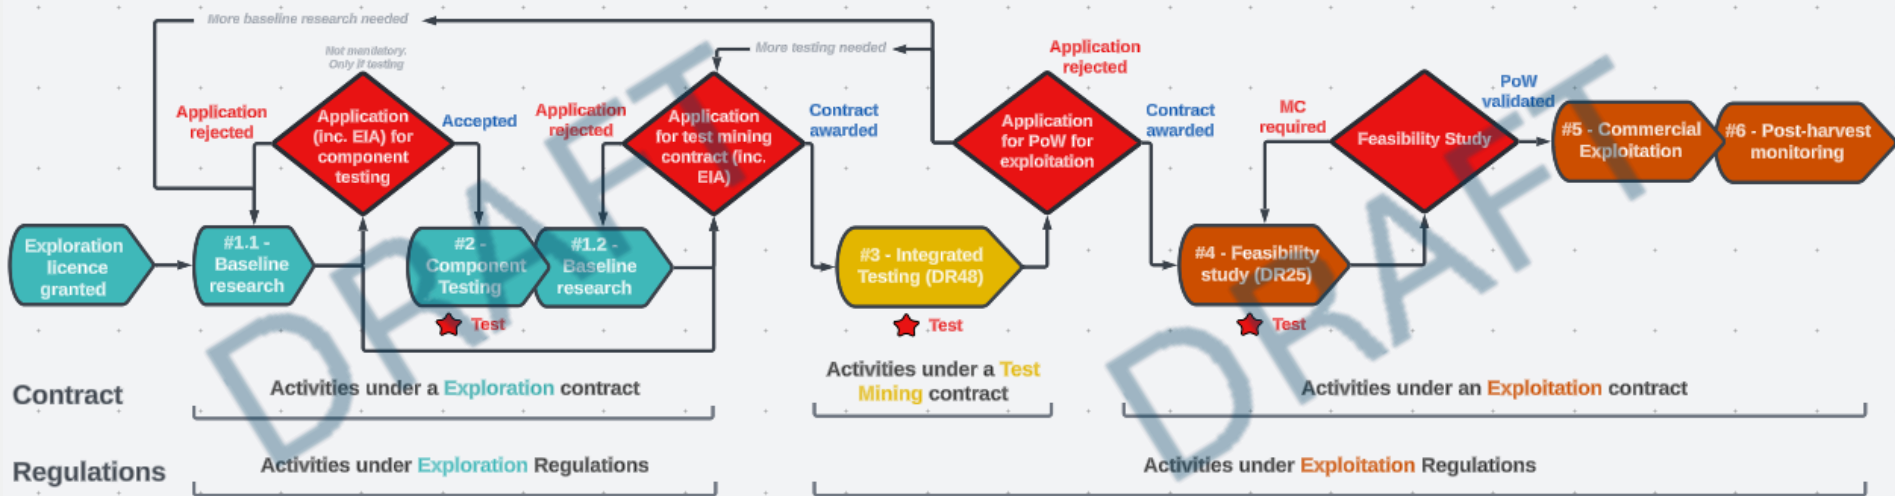 More baseline research needed
More testing needed
Not manditary.
Only if testing
Application
rejected
Application
(inc. EIA) for
component
testing
Accepted
Application
rejected
Application
for test mining
contract (inc.
EIA)
Contract
awarded
Application
rejected
Application
for PoW for
exploitation
Contract
awarded
MC
required
Feasibility Study
PoW
validated
#5 - Commercial
Exploitation
#6 - Post-harvest
monitoring
Exploration
licence
granted
#1.1 -
Baseline
research
#2 -
Component
Testing
#1.2 -
Baseline
research
#3 - Integrated
Testing (DR48)
#4 - Feasibility
study (DR25)
Test
Test
Test
Contract
Activities under a Exploration contract
Activities under a Test
Mining contract
Activities under an Exploitation contract
Regulations
Activities under Exploration Regulations
Activities under Exploitation Regulations
DRAFT
DRAFT